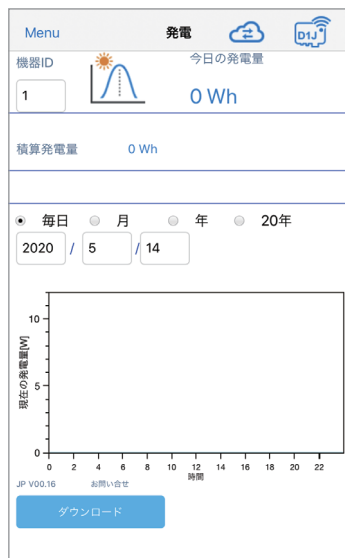 Menu 発電 D1J
機器ID 今日の発電量
1 0 Wh
積算発電量 0 Wh
毎日 月 年 20年
2020 / 5 / 14
現在の発電量[W]
10
5
0
0 2 4 6 8 10 12 14 16 18 20 22
時間
JP V00.16 お問い合せ
ダウンロード